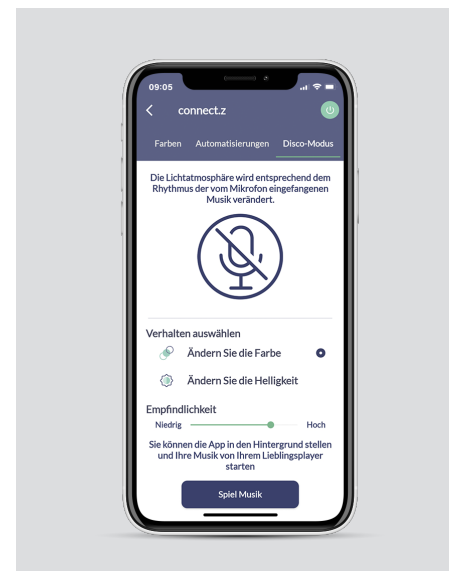 09:05
connect.z
Farben Automatisierungen Disco-Modus
Die Lichtatmosphäre wird entsprechend dem
Rhythmus der vom Mikrofon eingefangenen
Musik verändert.
Verhalten auswählen
Ändern Sie die Farbe
Ändern Sie die Helligkeit
Empfindlichkeit
Niedrig Hoch
Sie können die App in den Hintergrund stellen
und Ihre Musik von Ihrem Lieblingsplayer
starten
Spiel Musik